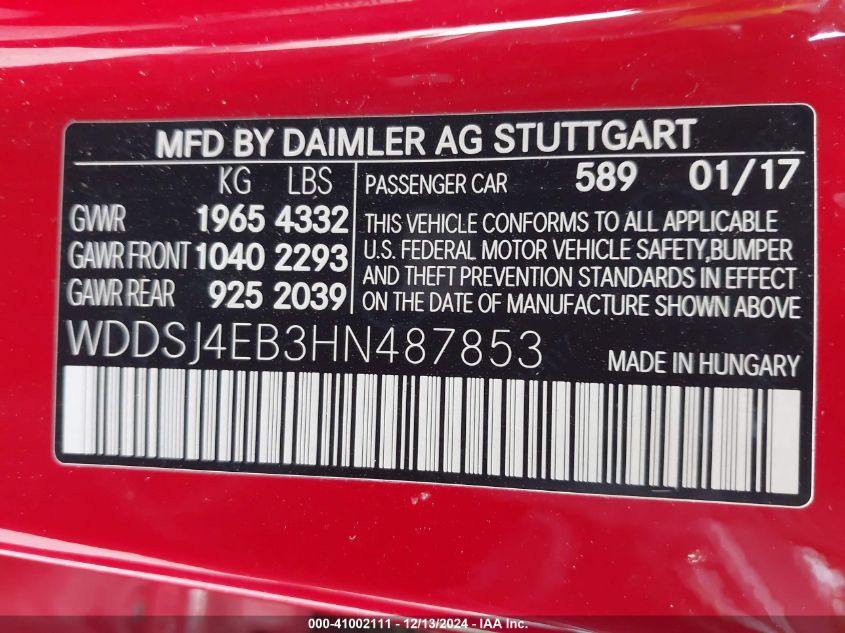 MFD BY DAIMLER AG STUTTGART
KG LBS
GVWR 1965 4332
GAWR FRONT 1040 2293
GAWR REAR 925 2039
PASSENGER CAR 589 01/17
THIS VEHICLE CONFORMS TO ALL APPLICABLE
U.S. FEDERAL MOTOR VEHICLE SAFETY, BUMPER
AND THEFT PREVENTION STANDARDS IN EFFECT
ON THE DATE OF MANUFACTURE SHOWN ABOVE
WDDSJ4EB3HN487853 MADE IN HUNGARY
000-41002111 - 12/13/2024 - IAA Inc.